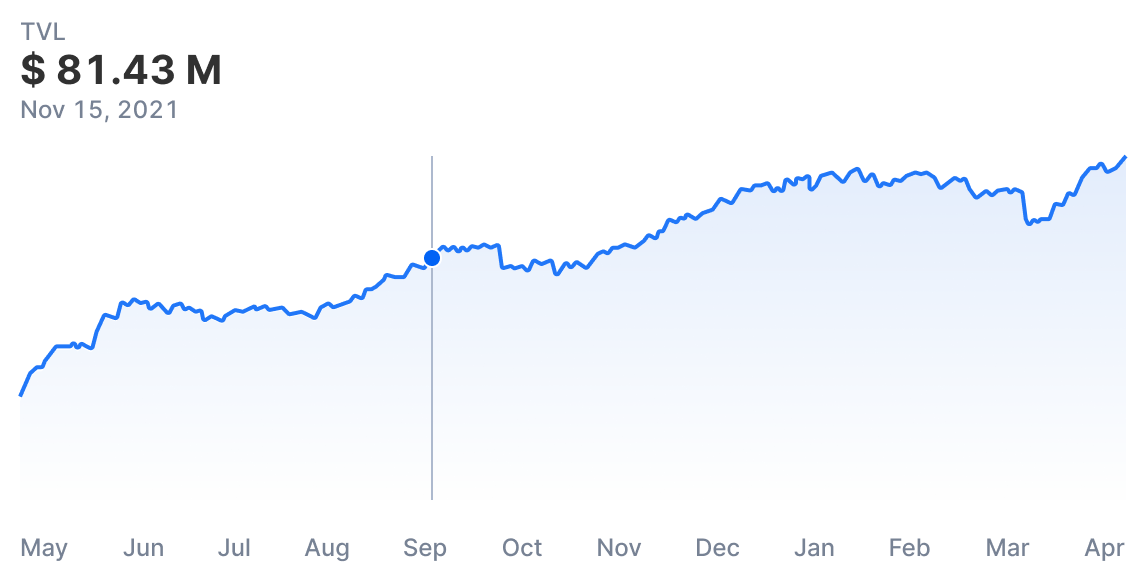 TVL
$ 81.43 M
Nov 15, 2021
May Jun Jul Aug Sep Oct Nov Dec Jan Feb Mar Apr